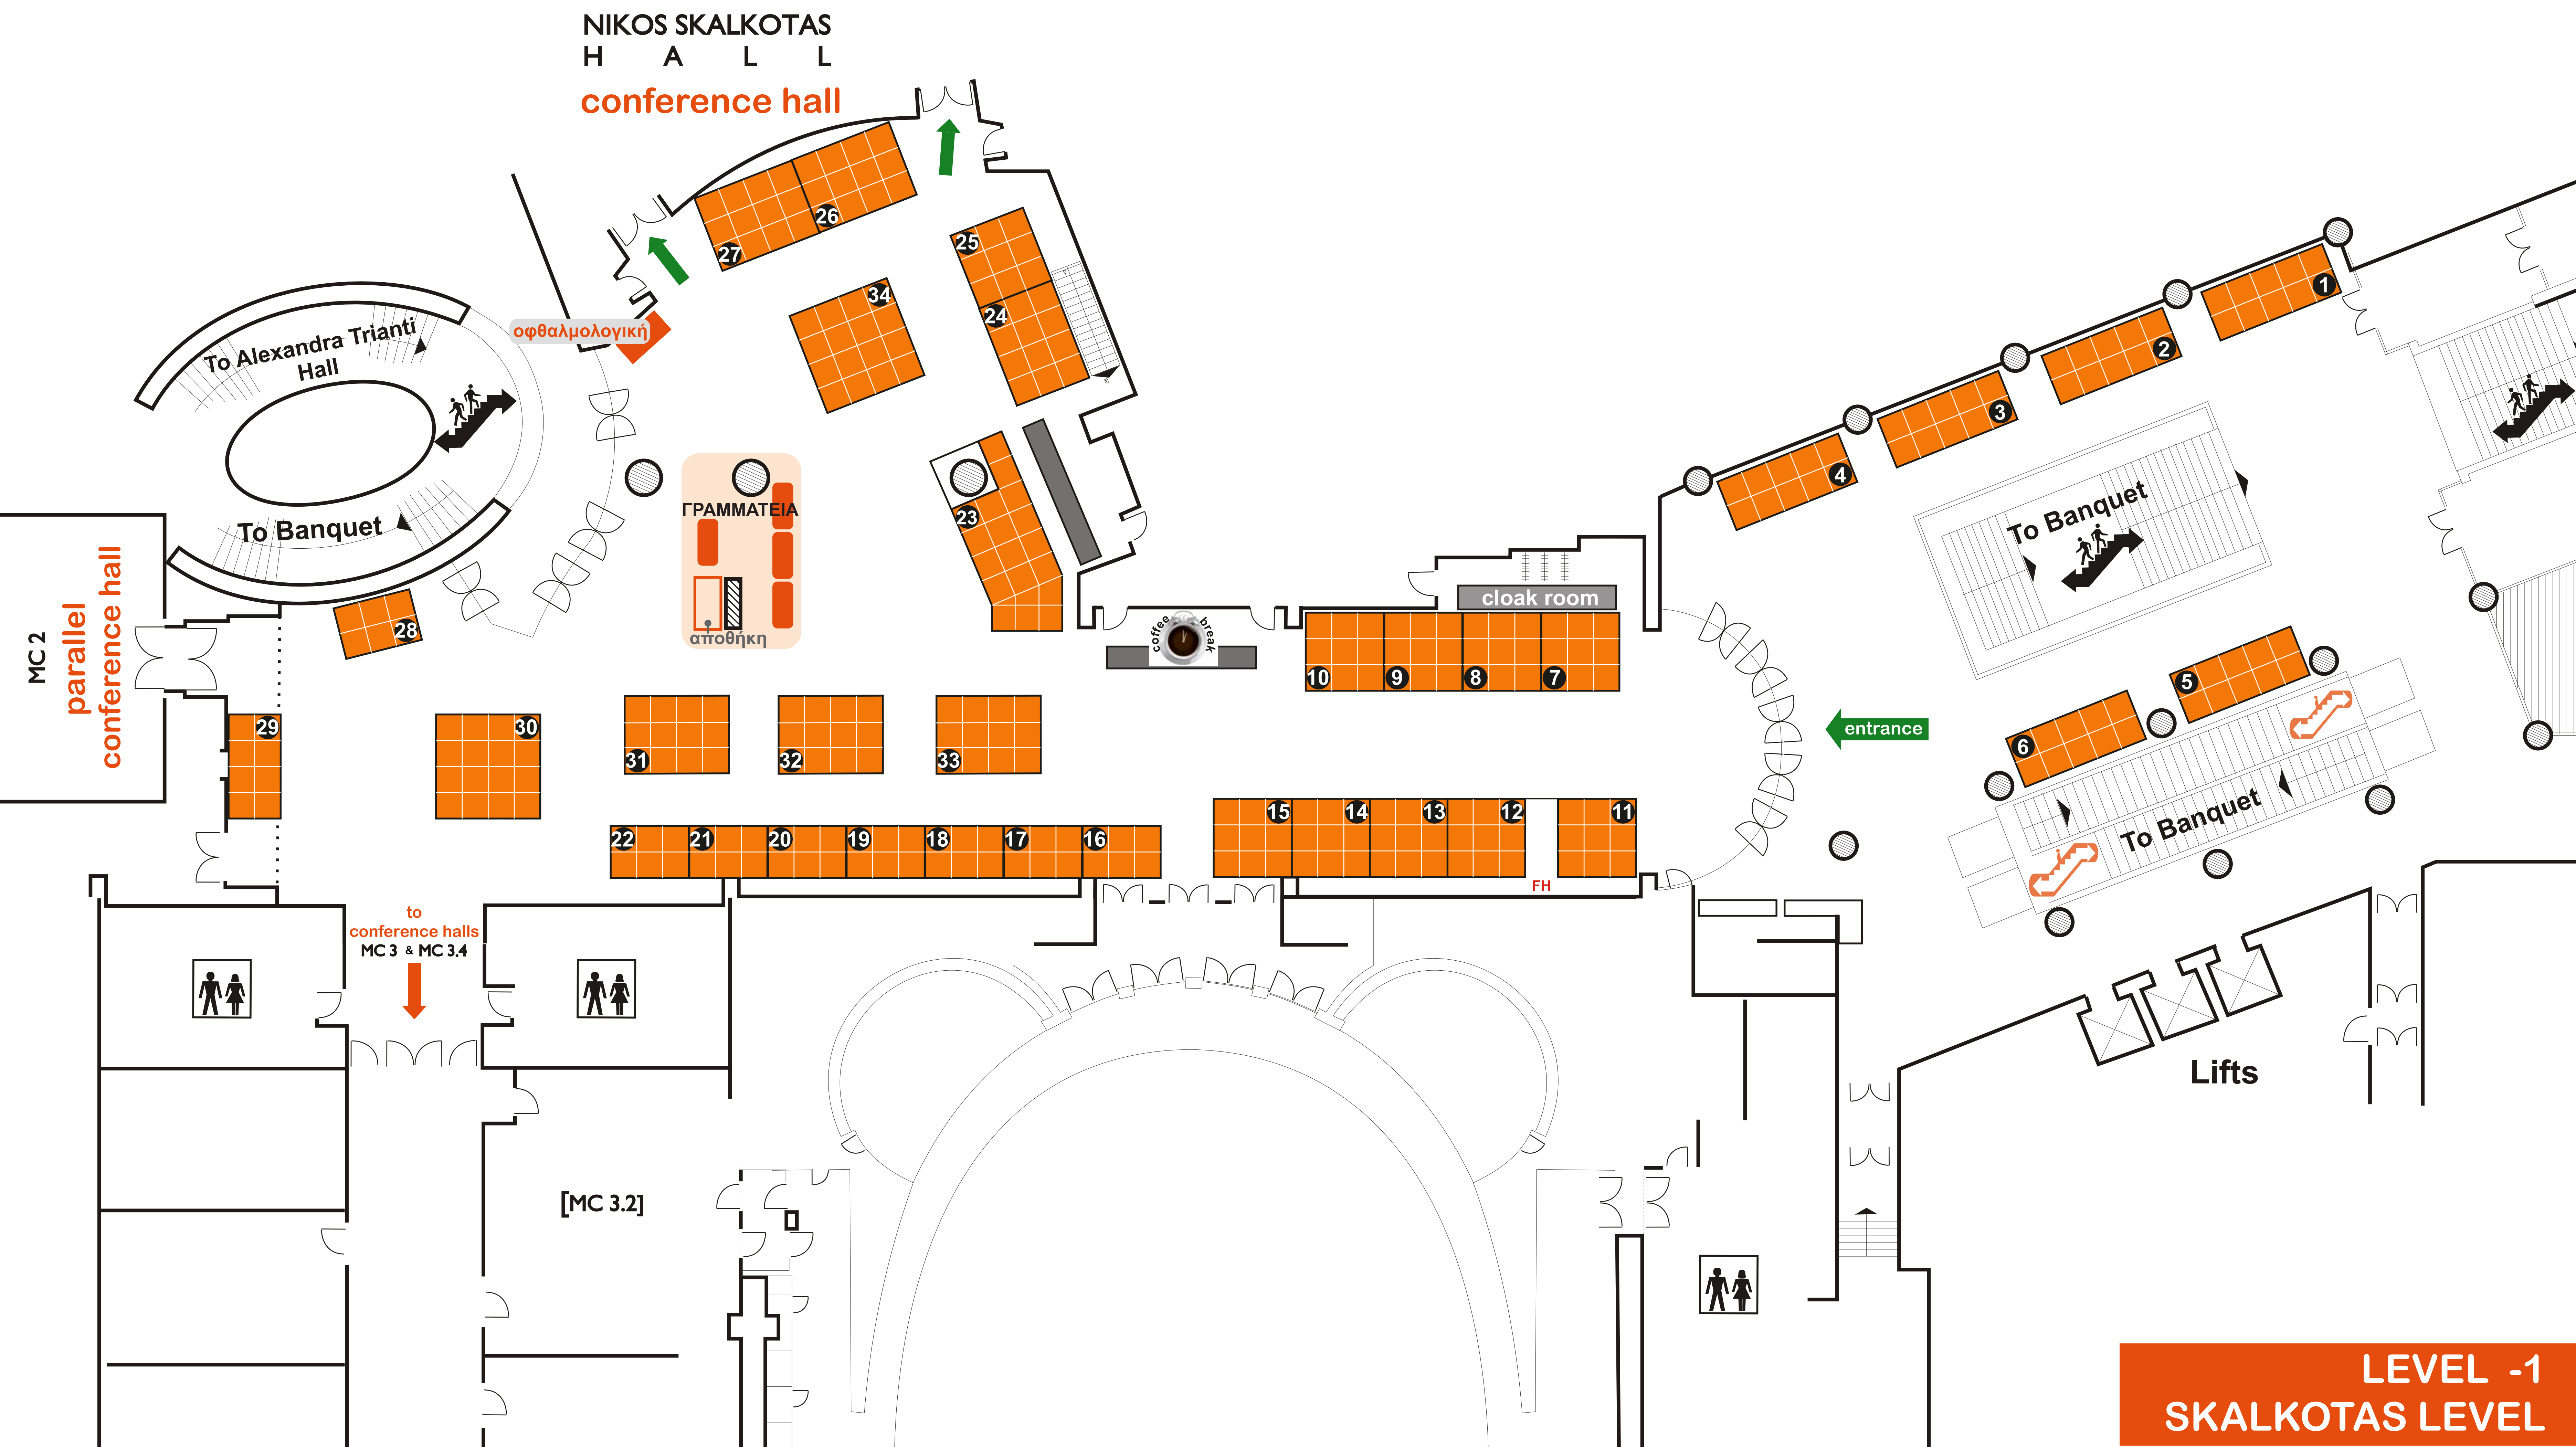 NIKOS SKALKOTAS
HALL
conference hall
27
26
25
24
34
1
2
3
4
οφθαλμολογική
To Alexandra Trianti
Hall
To Banquet
ΓΡΑΜΜΑΤΕΙΑ
αποθήκη
23
To Banquet
MC 2
parallel
conference hall
28
coffee break
cloak room
10
9
8
7
5
6
entrance
To Banquet
29
30
31
32
33
22
21
20
19
18
17
16
15
14
13
12
11
FH
to
conference halls
MC 3 & MC 3.4
Lifts
[MC 3.2]
LEVEL -1
SKALKOTAS LEVEL